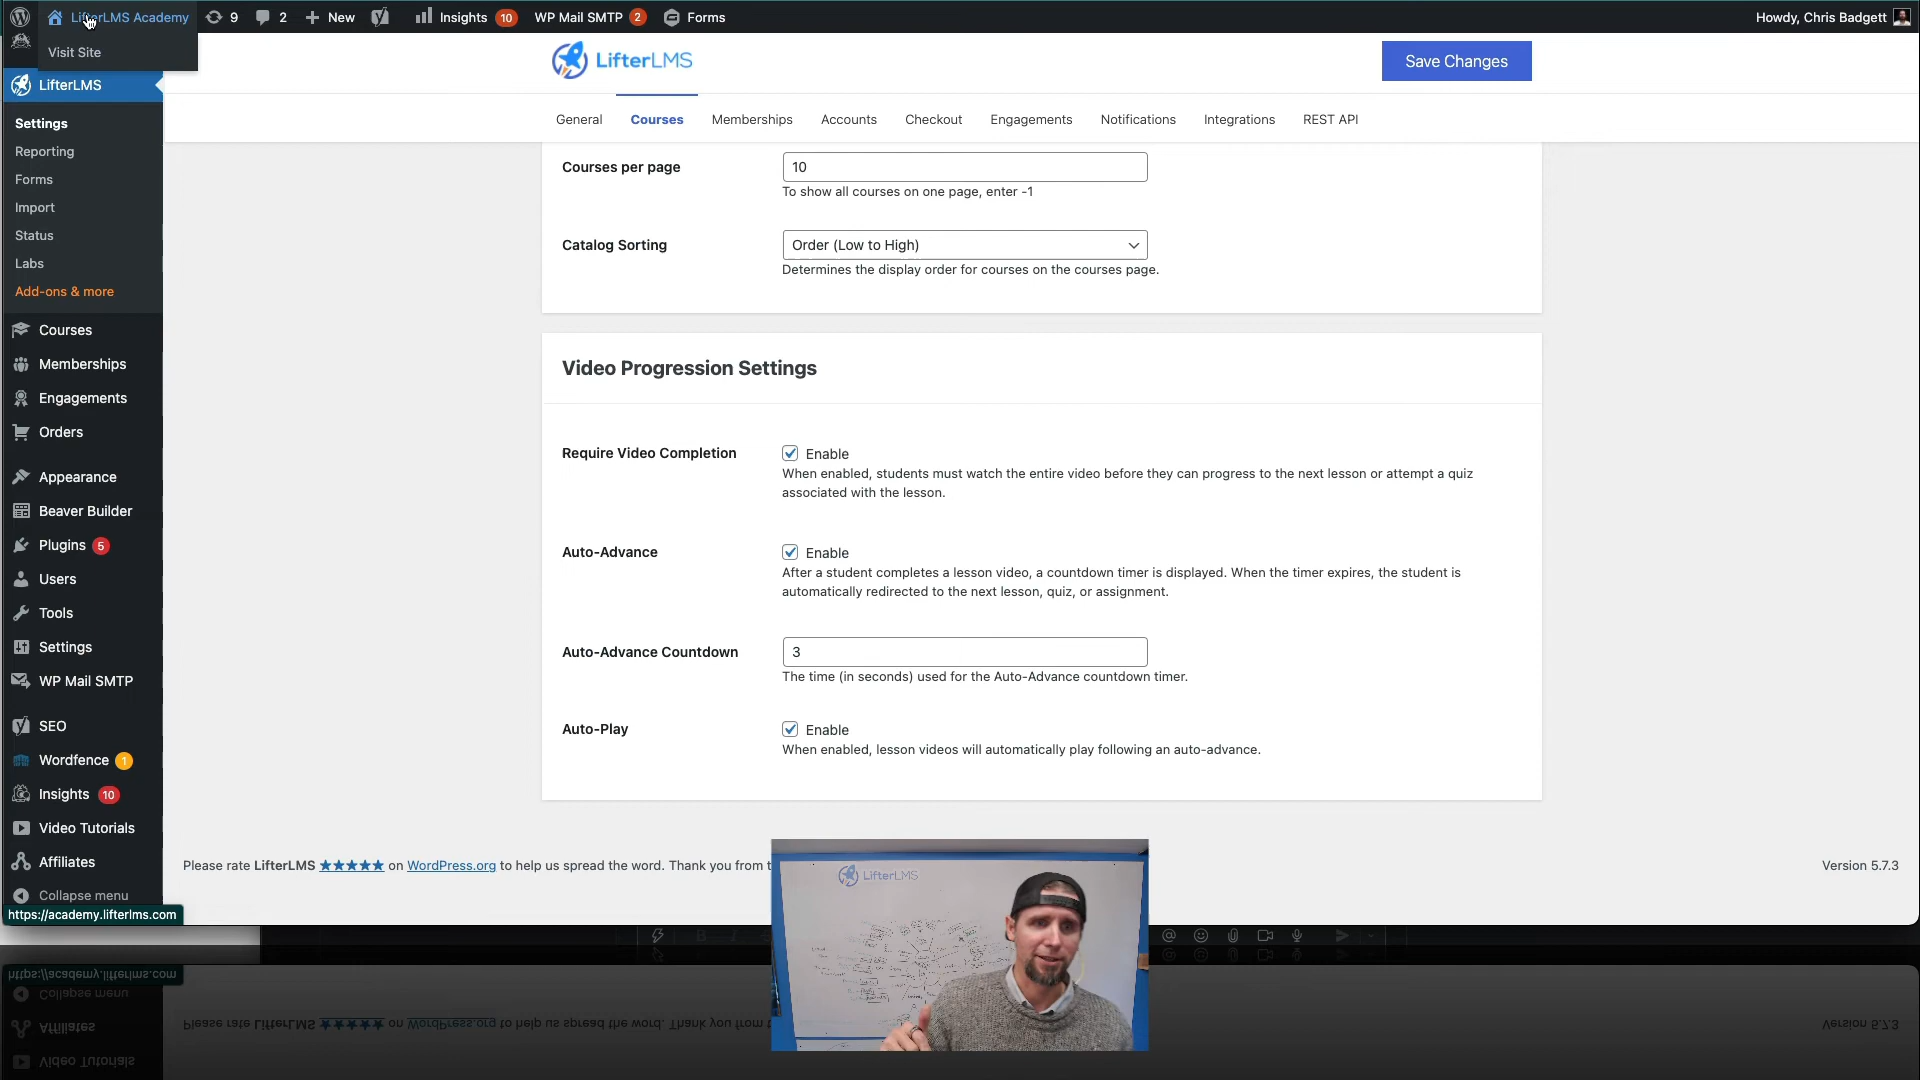 LifterLMS Academy
9
2
New
Insights 10
WP Mail SMTP 2
Forms
Howdy, Chris Badgett
Visit Site
LifterLMS
Settings
Reporting
Forms
Import
Status
Labs
Add-ons & more
Courses
Memberships
Engagements
Orders
Appearance
Beaver Builder
Plugins 5
Users
Tools
Settings
WP Mail SMTP
SEO
Wordfence 1
Insights 10
Video Tutorials
Affiliates
Collapse menu
https://academy.lifterlms.com
LifterLMS
Save Changes
General
Courses
Memberships
Accounts
Checkout
Engagements
Notifications
Integrations
REST API
Courses per page
10
To show all courses on one page, enter -1
Catalog Sorting
Order (Low to High)
Determines the display order for courses on the courses page.
Video Progression Settings
Require Video Completion
Enable
When enabled, students must watch the entire video before they can progress to the next lesson or attempt a quiz
associated with the lesson.
Auto-Advance
Enable
After a student completes a lesson video, a countdown timer is displayed. When the timer expires, the student is
automatically redirected to the next lesson, quiz, or assignment.
Auto-Advance Countdown
3
The time (in seconds) used for the Auto-Advance countdown timer.
Auto-Play
Enable
When enabled, lesson videos will automatically play following an auto-advance.
Please rate LifterLMS ★★★★★ on WordPress.org to help us spread the word. Thank you from t
Version 5.7.3
LifterLMS